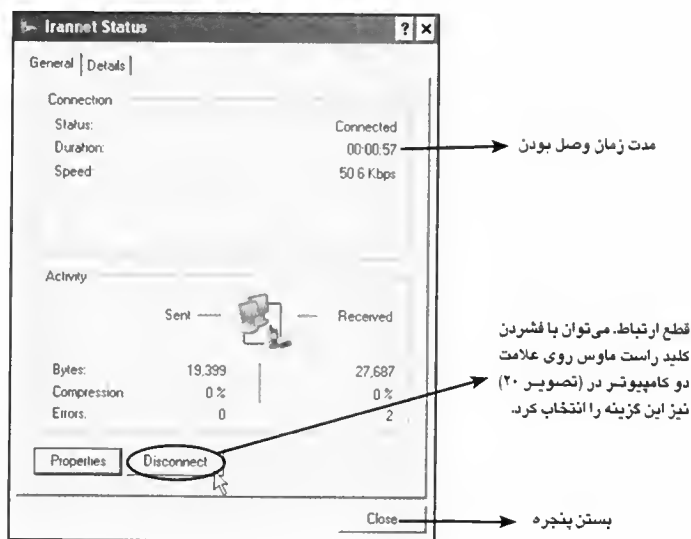 Irannet Status
General Details
Connection
Status: Connected
Duration: 00:00:57
Speed: 50.6 Kbps
مدت زمان وصل بودن
Activity
Sent Received
Bytes: 19,399 27,687
Compression 0 % 0 %
Errors. 0 2
قطع ارتباط. می‌توان با فشردن
کلید راست ماوس روی علامت
دو کامپیوتر در (تصویر ۲۰)
نیز این گزینه را انتخاب کرد.
Properties Disconnect
Close
بستن پنجره